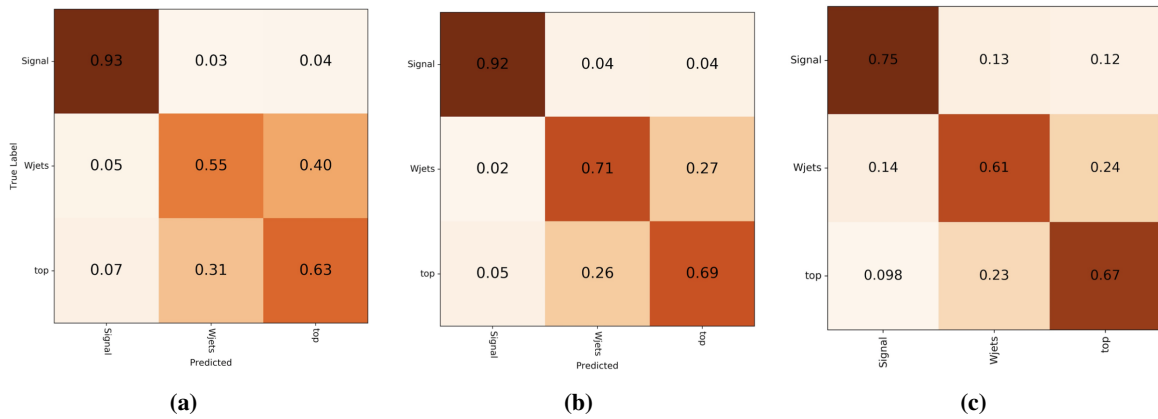 True Label
Signal 0.93 0.03 0.04
Wjets 0.05 0.55 0.40
top 0.07 0.31 0.63
Signal Wjets top
Predicted
(a)
Signal 0.92 0.04 0.04
Wjets 0.02 0.71 0.27
top 0.05 0.26 0.69
Signal Wjets top
Predicted
(b)
Signal 0.75 0.13 0.12
Wjets 0.14 0.61 0.24
top 0.098 0.23 0.67
Signal Wjets top
(c)